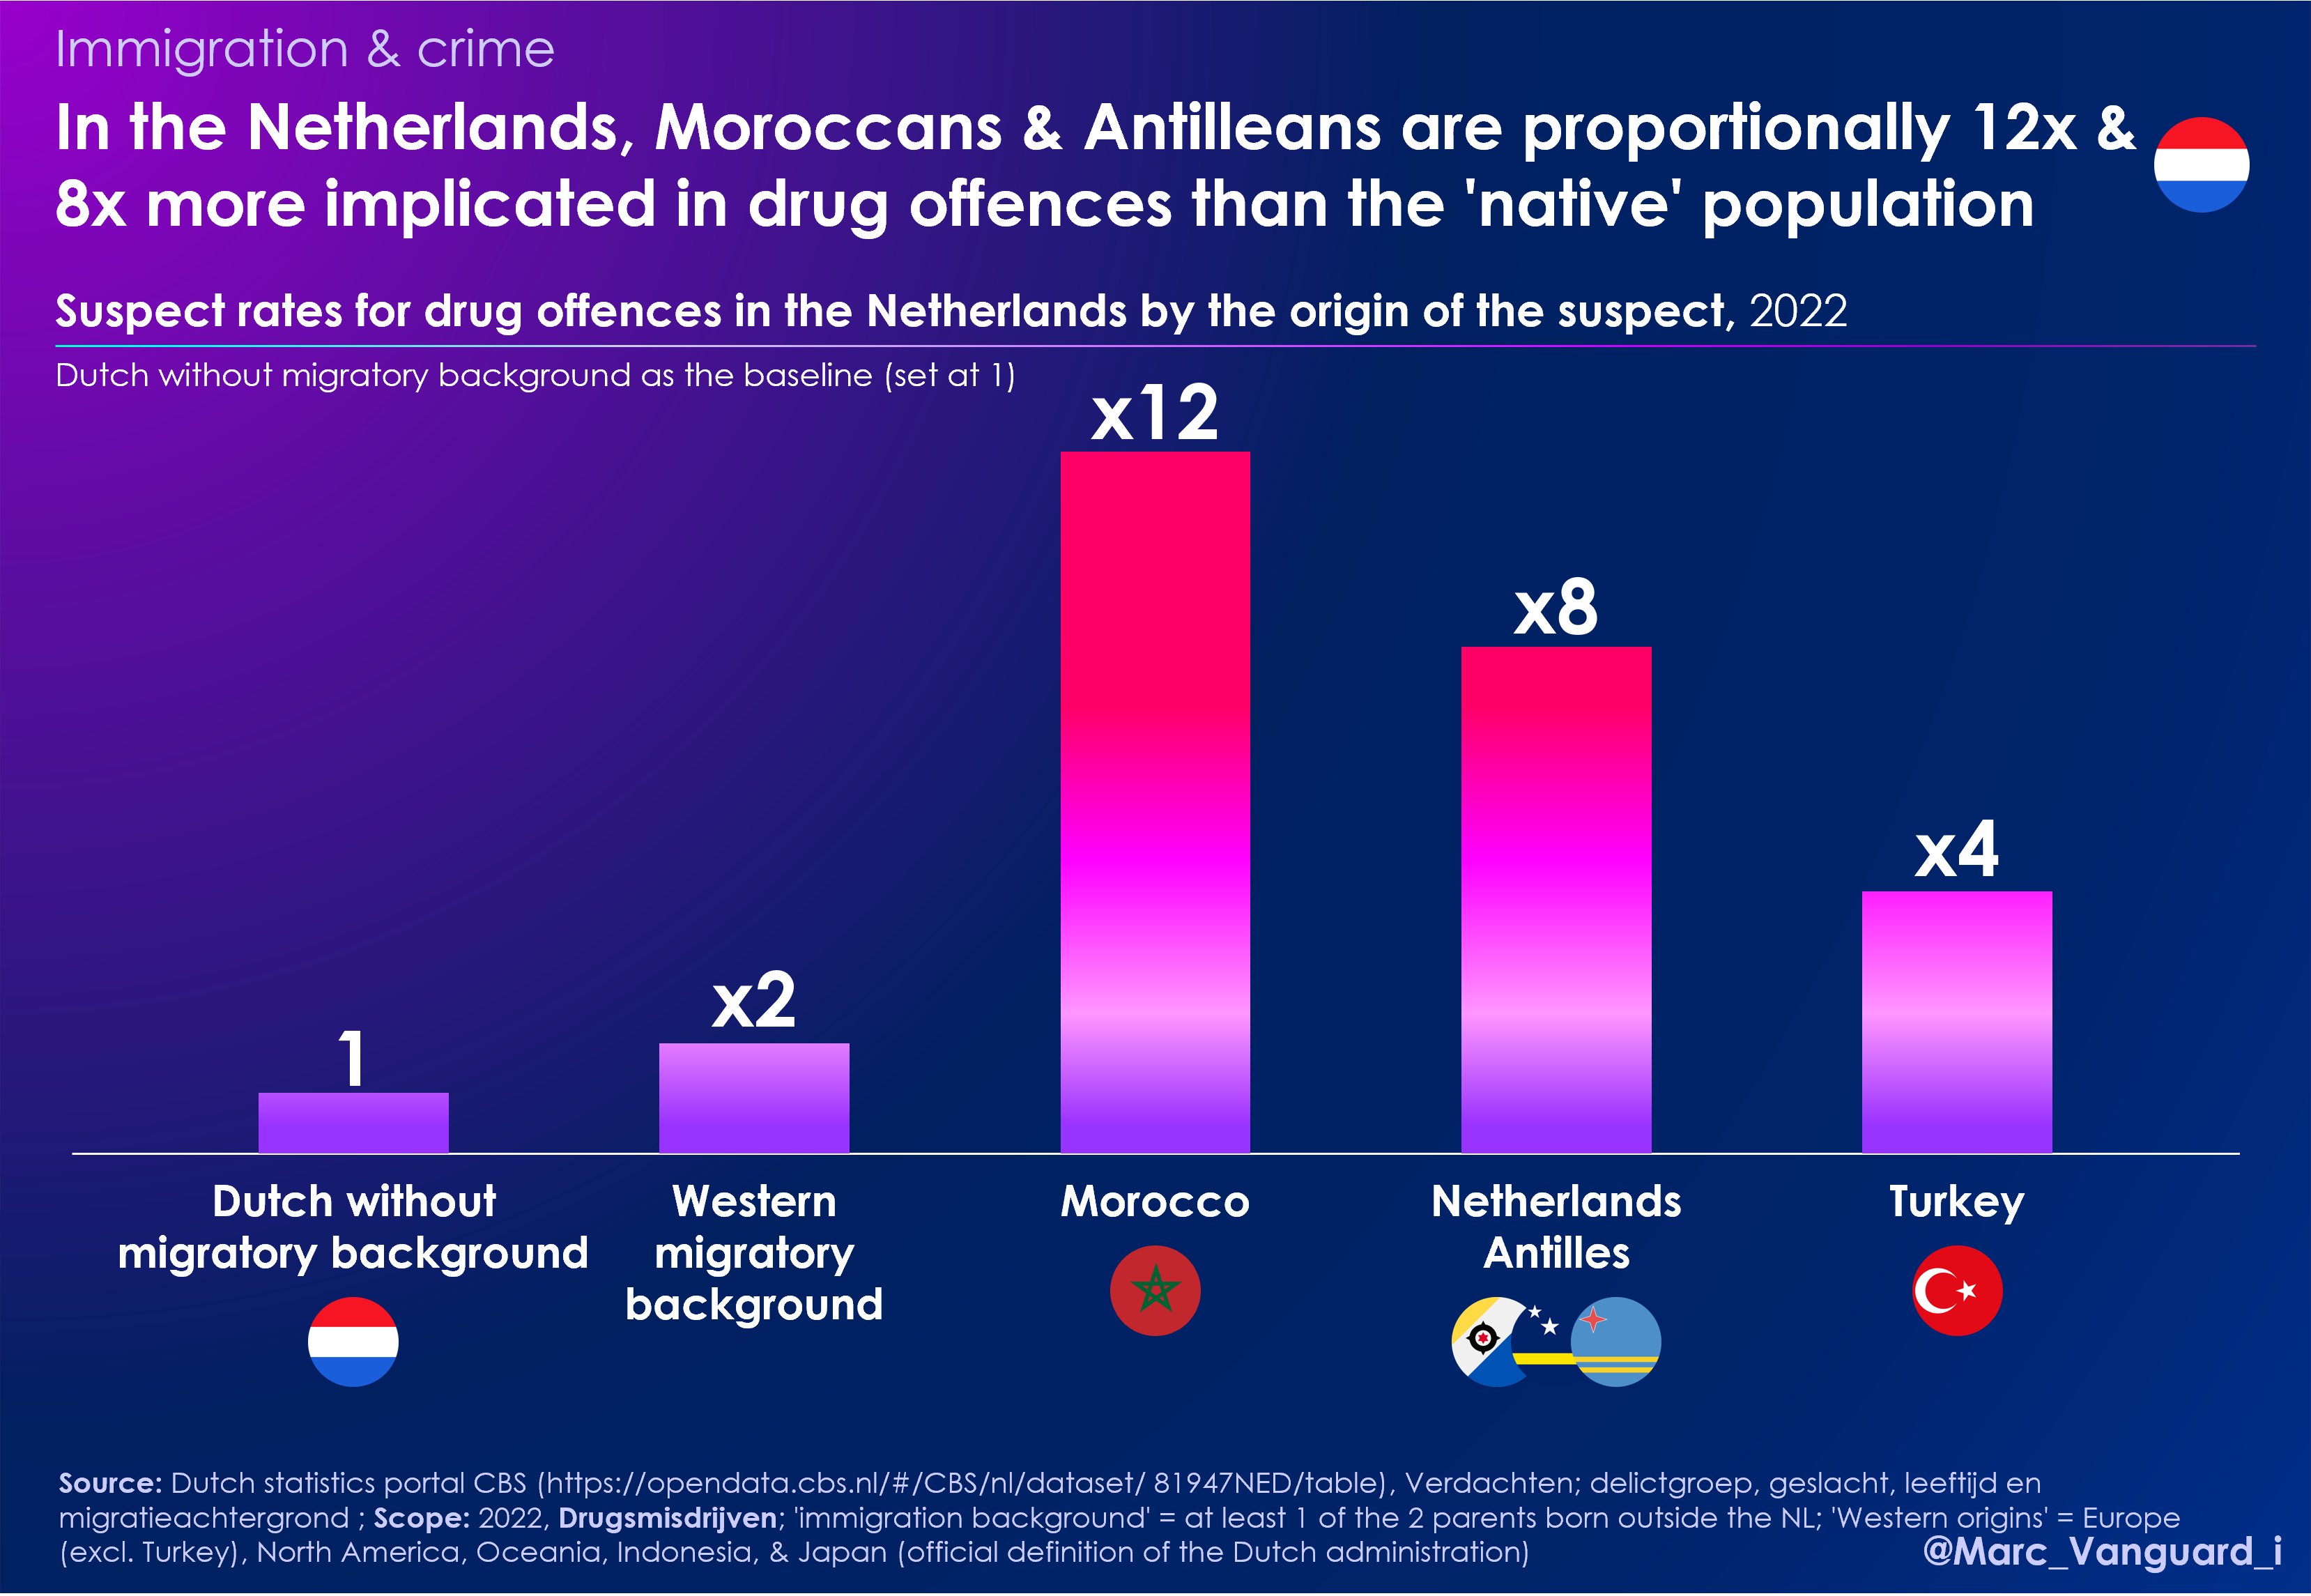 Immigration & crime
In the Netherlands, Moroccans & Antilleans are proportionally 12x &
8x more implicated in drug offences than the 'native' population
Suspect rates for drug offences in the Netherlands by the origin of the suspect, 2022
Dutch without migratory background as the baseline (set at 1)
1
x2
x12
x8
x4
Dutch without
migratory background
Western
migratory
background
Morocco
Netherlands
Antilles
Turkey
Source: Dutch statistics portal CBS (https://opendata.cbs.nl/#/CBS/nl/dataset/ 81947NED/table), Verdachten; delictgroep, geslacht, leeftijd en
migratieachtergrond ; Scope: 2022, Drugsmisdrijven; 'immigration background' = at least 1 of the 2 parents born outside the NL; 'Western origins' = Europe
(excl. Turkey), North America, Oceania, Indonesia, & Japan (official definition of the Dutch administration)
@Marc_Vanguard_i